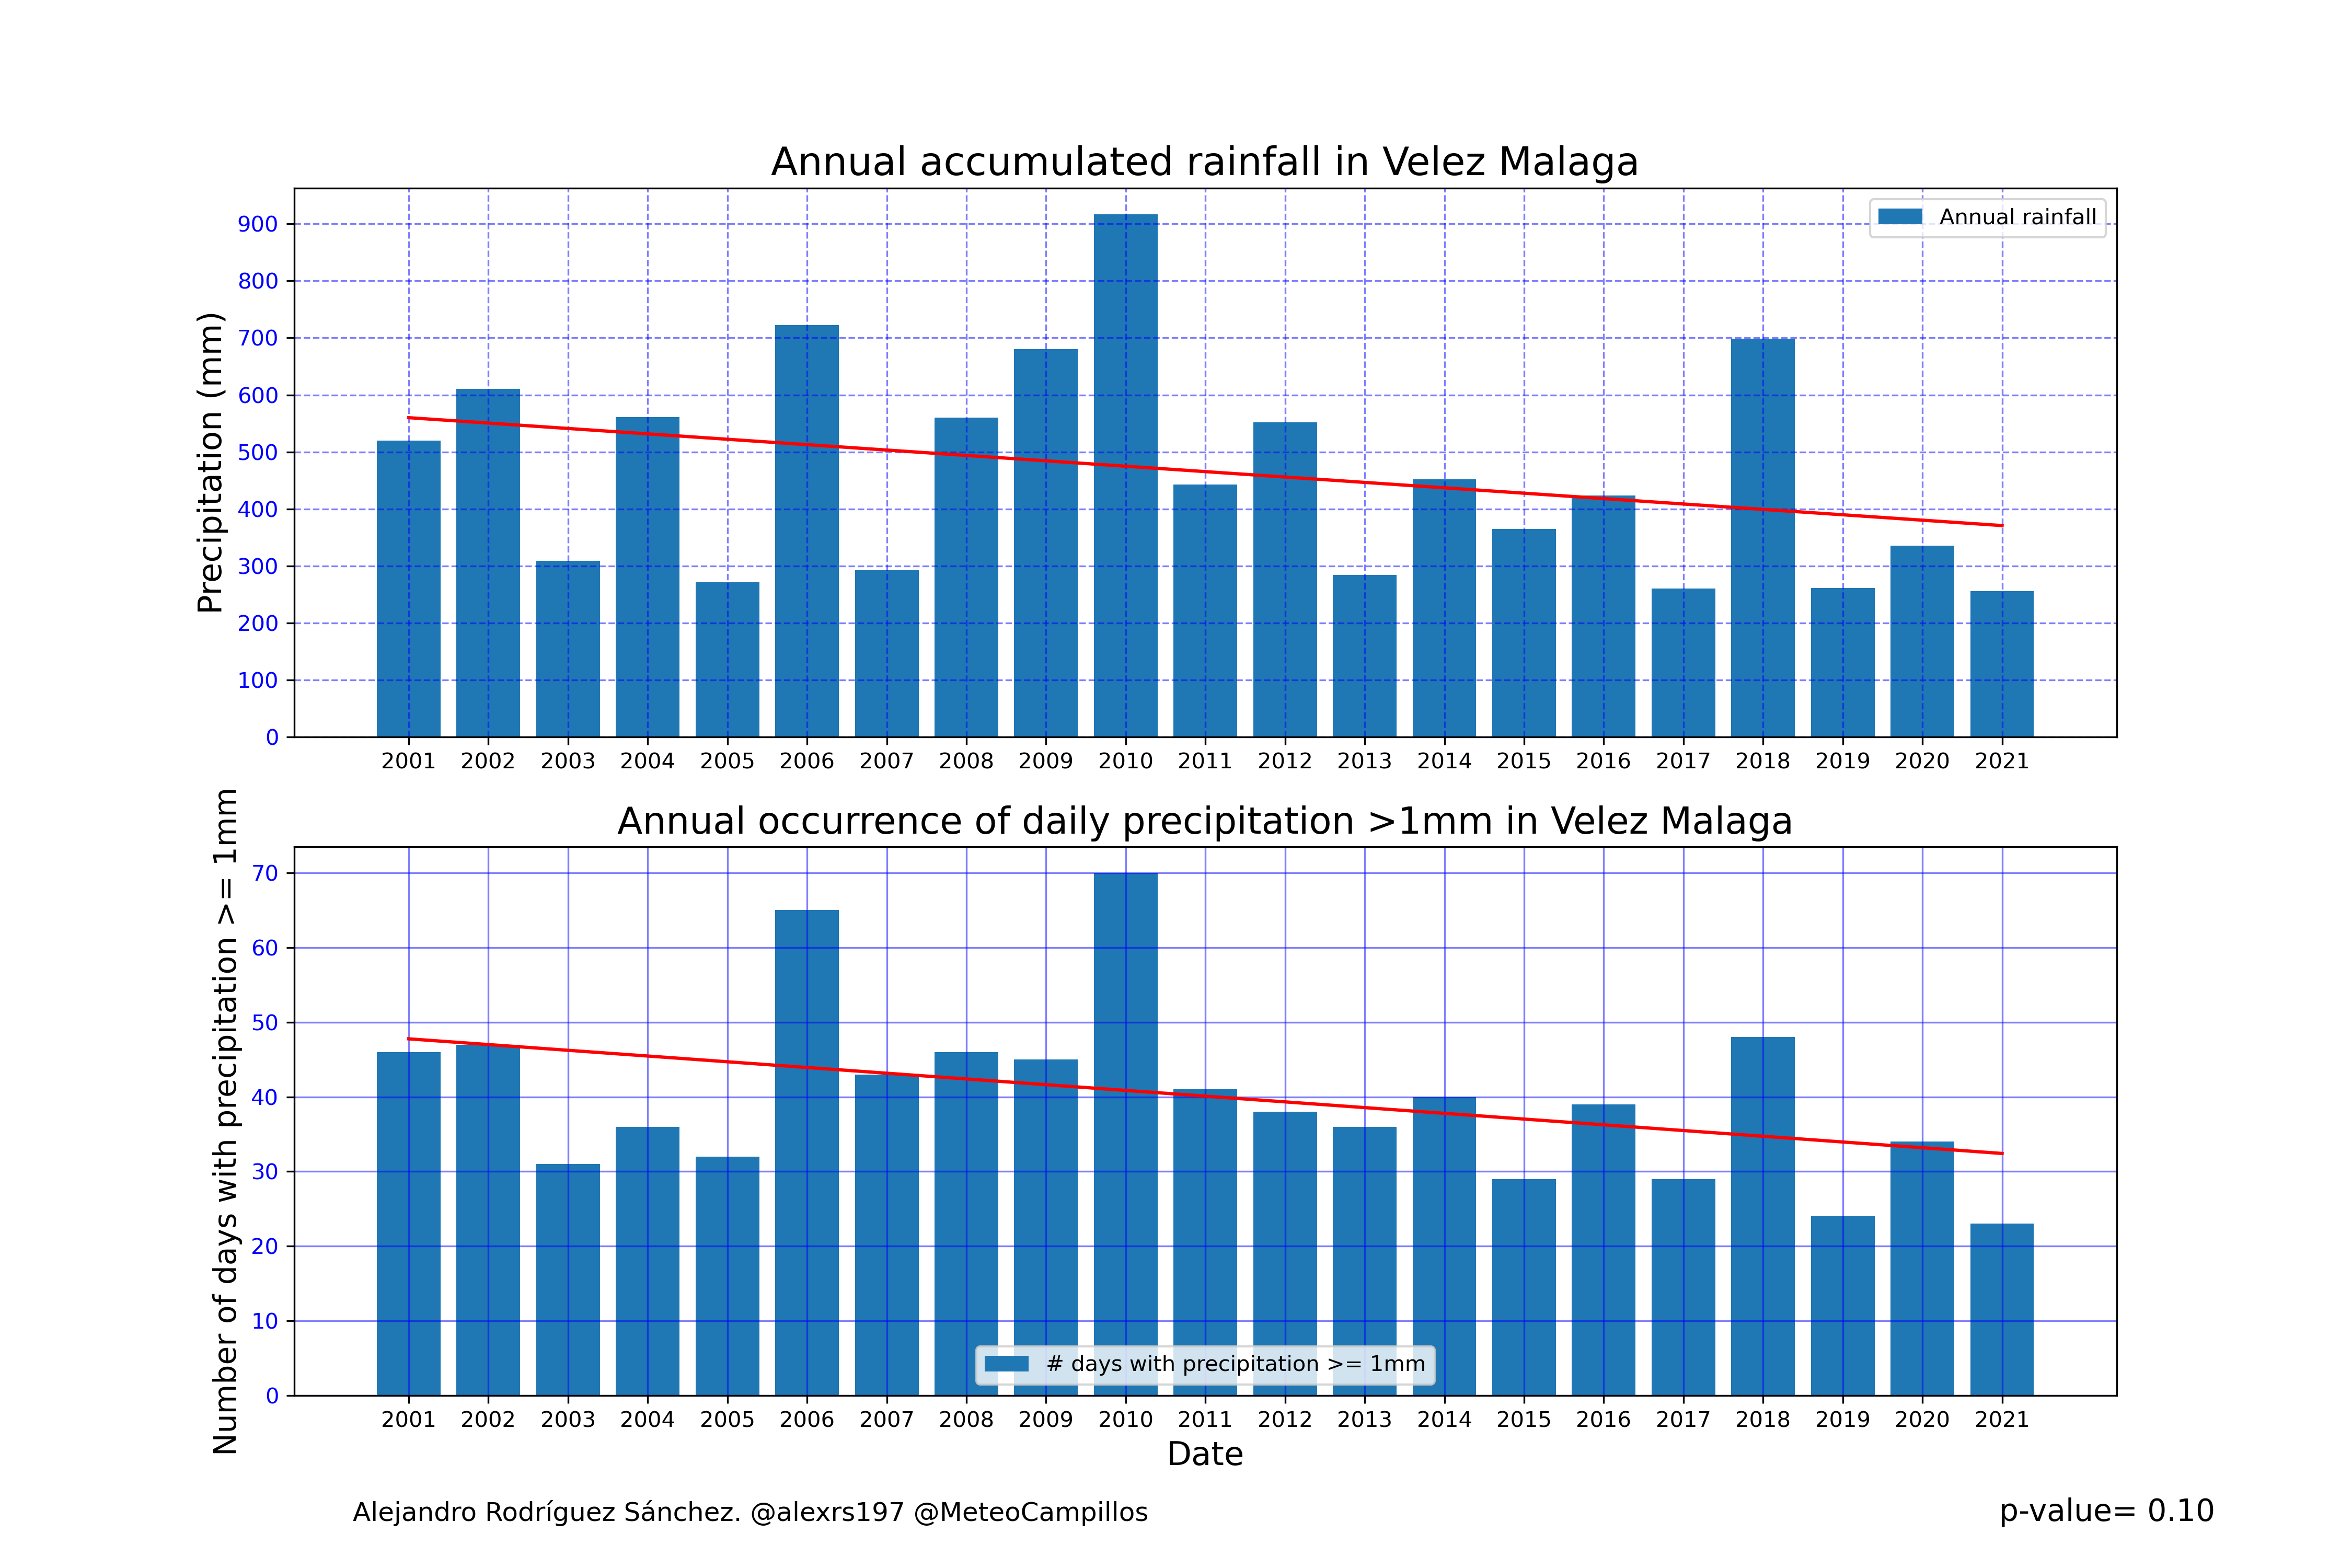 Annual accumulated rainfall in Velez Malaga
Precipitation (mm)
900
800
700
600
500
400
300
200
100
0
Annual rainfall
2001 2002 2003 2004 2005 2006 2007 2008 2009 2010 2011 2012 2013 2014 2015 2016 2017 2018 2019 2020 2021
Annual occurrence of daily precipitation >1mm in Velez Malaga
Number of days with precipitation >= 1mm
70
60
50
40
30
20
10
0
# days with precipitation >= 1mm
2001 2002 2003 2004 2005 2006 2007 2008 2009 2010 2011 2012 2013 2014 2015 2016 2017 2018 2019 2020 2021
Date
Alejandro Rodríguez Sánchez. @alexrs197 @MeteoCampillos
p-value= 0.10